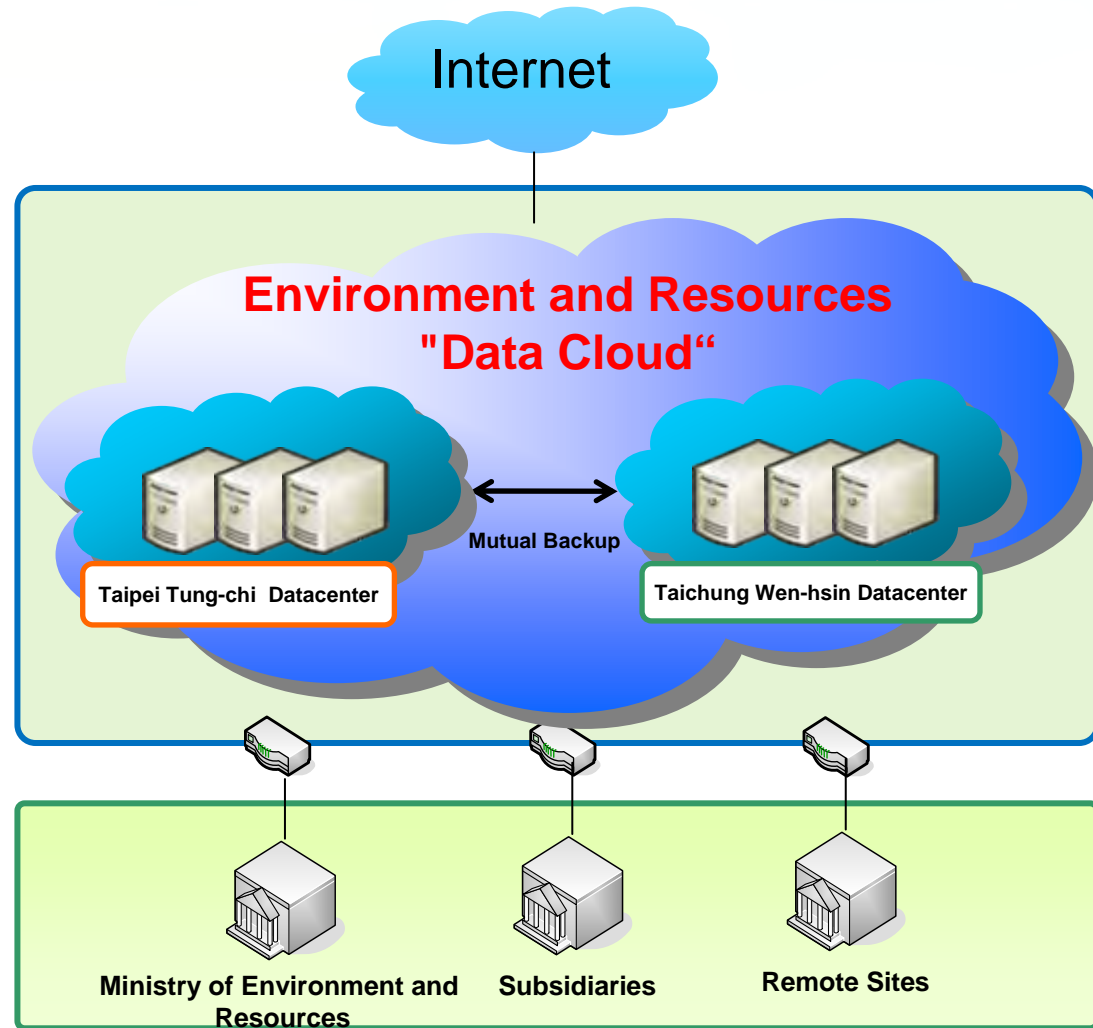 Internet
Environment and Resources
"Data Cloud“
Mutual Backup
Taipei Tung-chi Datacenter
Taichung Wen-hsin Datacenter
Ministry of Environment and
Resources
Subsidiaries
Remote Sites